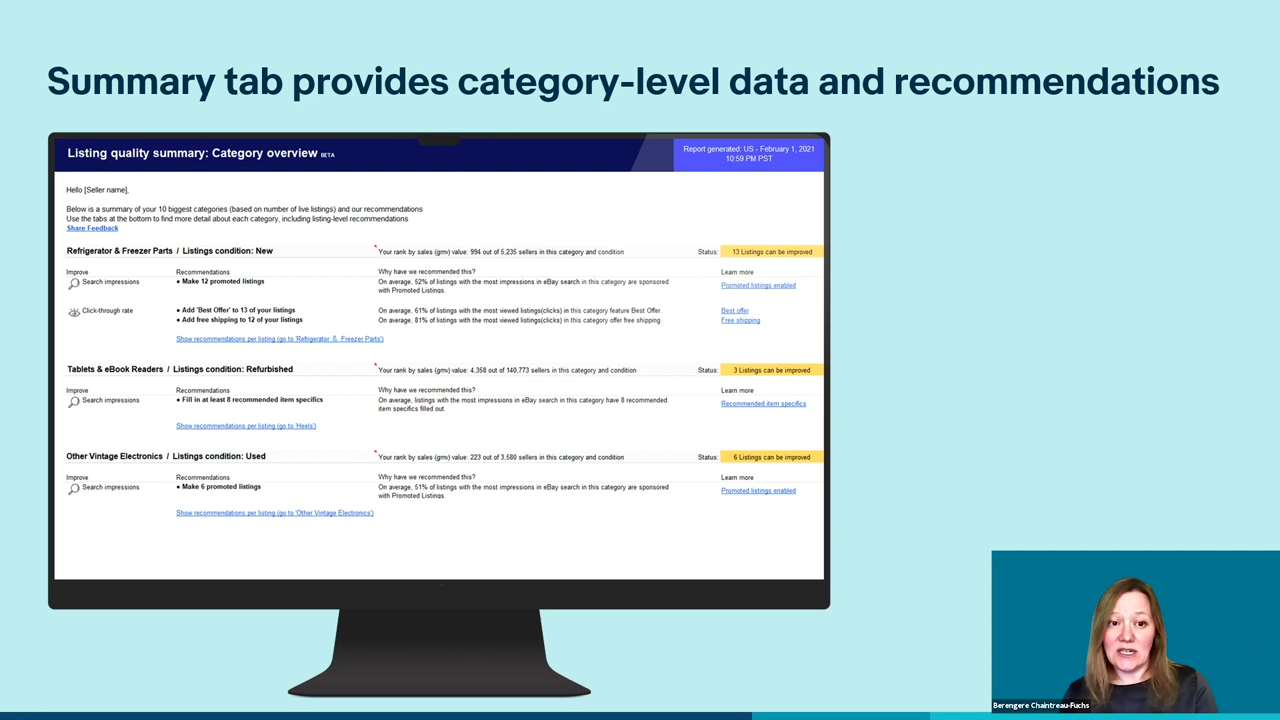 Summary tab provides category-level data and recommendations
Listing quality summary: Category overview BETA
Report generated: US - February 1, 2021
10:59 PM PST
Hello [Seller name],
Below is a summary of your 10 biggest categories (based on number of live listings) and our recommendations
Use the tabs at the bottom to find more detail about each category, including listing-level recommendations
Share Feedback
Refrigerator & Freezer Parts / Listings condition: New
Your rank by sales (gmv) value: 994 out of 5,235 sellers in this category and condition
Status: 13 Listings can be improved
Improve Recommendations Why have we recommended this? Learn more
Search impressions
• Make 12 promoted listings
On average, 52% of listings with the most impressions in eBay search in this category are sponsored
with Promoted Listings.
Promoted listings enabled
Click-through rate
• Add 'Best Offer' to 13 of your listings
On average, 61% of listings with the most viewed listings(clicks) in this category feature Best Offer.
Best offer
• Add free shipping to 12 of your listings
On average, 81% of listings with the most viewed listings(clicks) in this category offer free shipping.
Free shipping
Show recommendations per listing (go to 'Refrigerator & Freezer Parts')
Tablets & eBook Readers / Listings condition: Refurbished
Your rank by sales (gmv) value: 4,358 out of 140,773 sellers in this category and condition
Status: 3 Listings can be improved
Improve Recommendations Why have we recommended this? Learn more
Search impressions
• Fill in at least 8 recommended item specifics
On average, listings with the most impressions in eBay search in this category have 8 recommended
item specifics filled out.
Recommended item specifics
Show recommendations per listing (go to 'Heels')
Other Vintage Electronics / Listings condition: Used
Your rank by sales (gmv) value: 223 out of 3,580 sellers in this category and condition
Status: 6 Listings can be improved
Improve Recommendations Why have we recommended this? Learn more
Search impressions
• Make 6 promoted listings
On average, 51% of listings with the most impressions in eBay search in this category are sponsored
with Promoted Listings.
Promoted listings enabled
Show recommendations per listing (go to 'Other Vintage Electronics')
Berengere Chaintreau-Fuchs